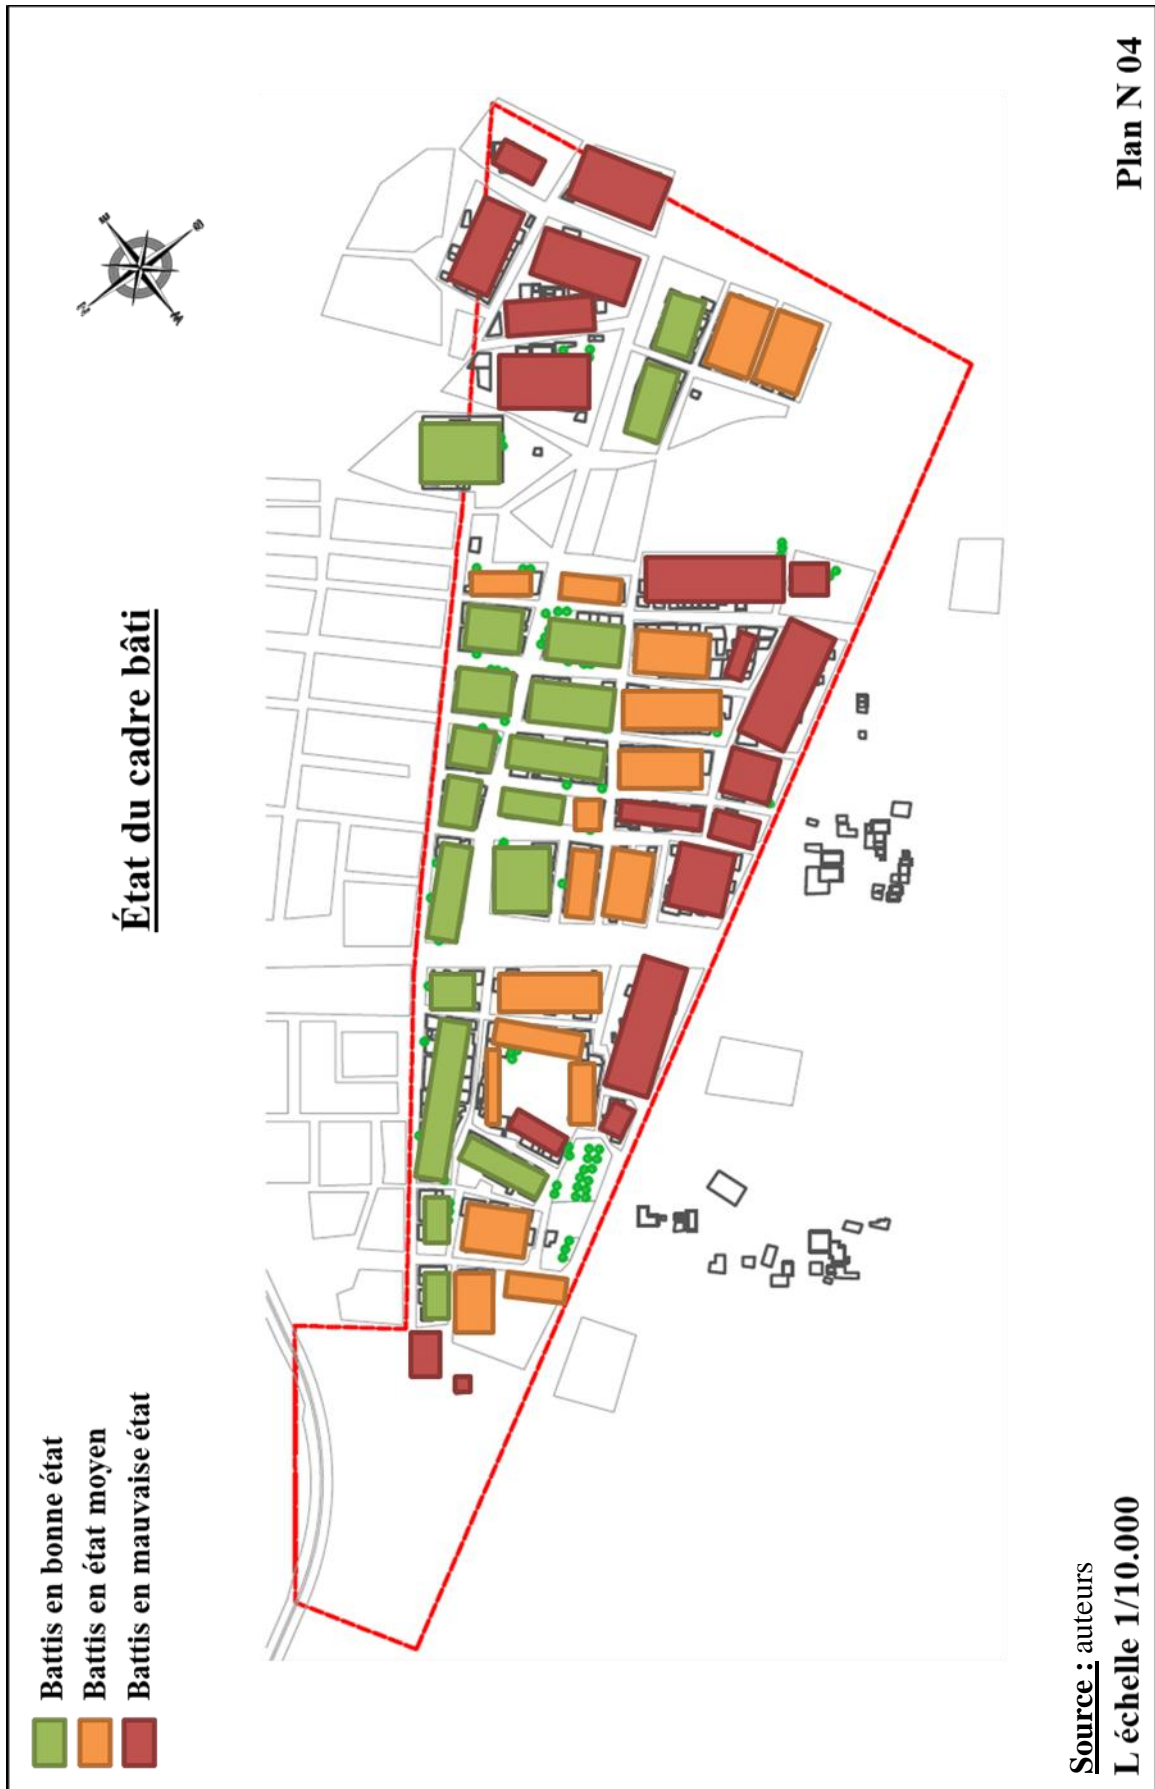 État du cadre bâti
N
E
S
W
Battis en bonne état
Battis en état moyen
Battis en mauvaise état
Source : auteurs
L échelle 1/10.000
Plan N 04